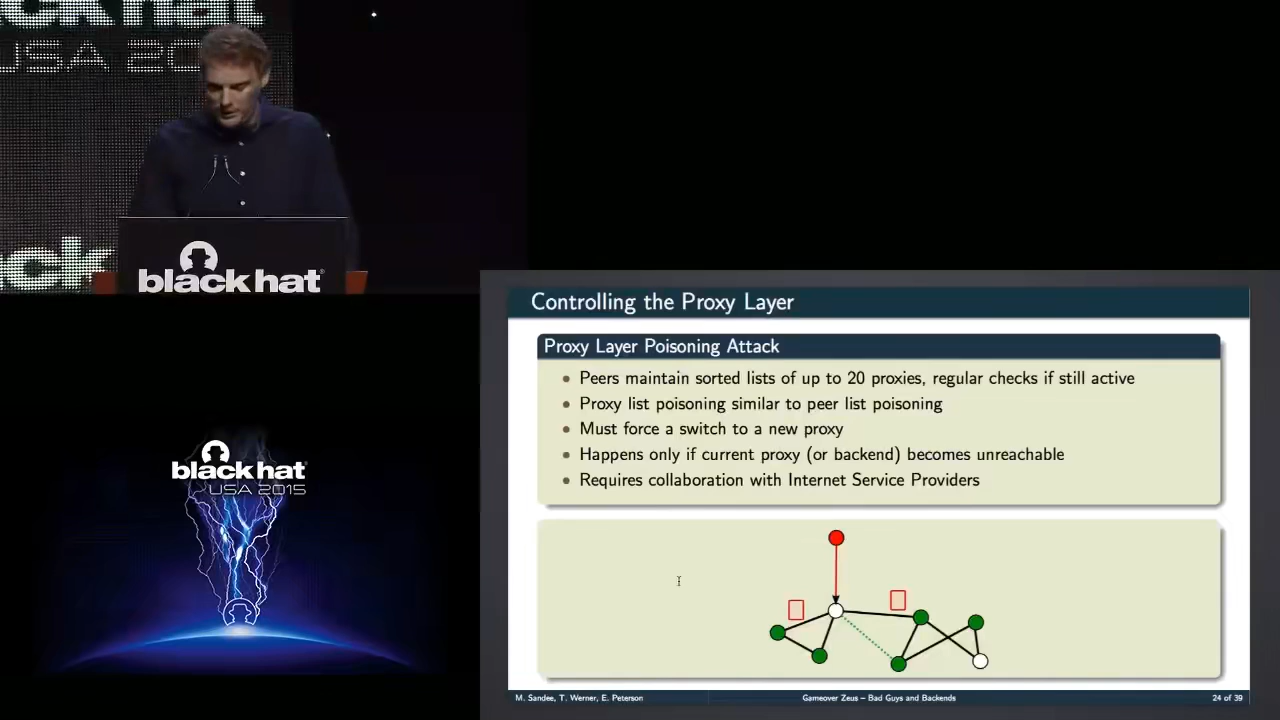 ack hat
USA 20
ck
black hat
black hat
USA 2015
Controlling the Proxy Layer
Proxy Layer Poisoning Attack
• Peers maintain sorted lists of up to 20 proxies, regular checks if still active
• Proxy list poisoning similar to peer list poisoning
• Must force a switch to a new proxy
• Happens only if current proxy (or backend) becomes unreachable
• Requires collaboration with Internet Service Providers
M. Sandee, T. Werner, E. Peterson
Gameover Zeus – Bad Guys and Backends
24 of 39